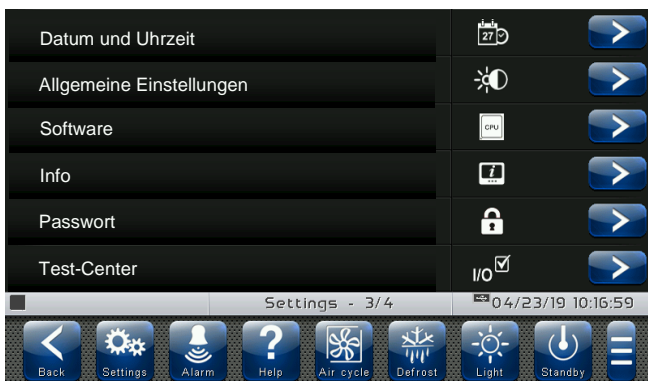 Datum und Uhrzeit
27
Allgemeine Einstellungen
Software
CPU
Info
i
Passwort
Test-Center
I/O
Settings - 3/4
04/23/19 10:16:59
?
Back
Settings
Alarm
Help
Air cycle
Defrost
Light
Standby